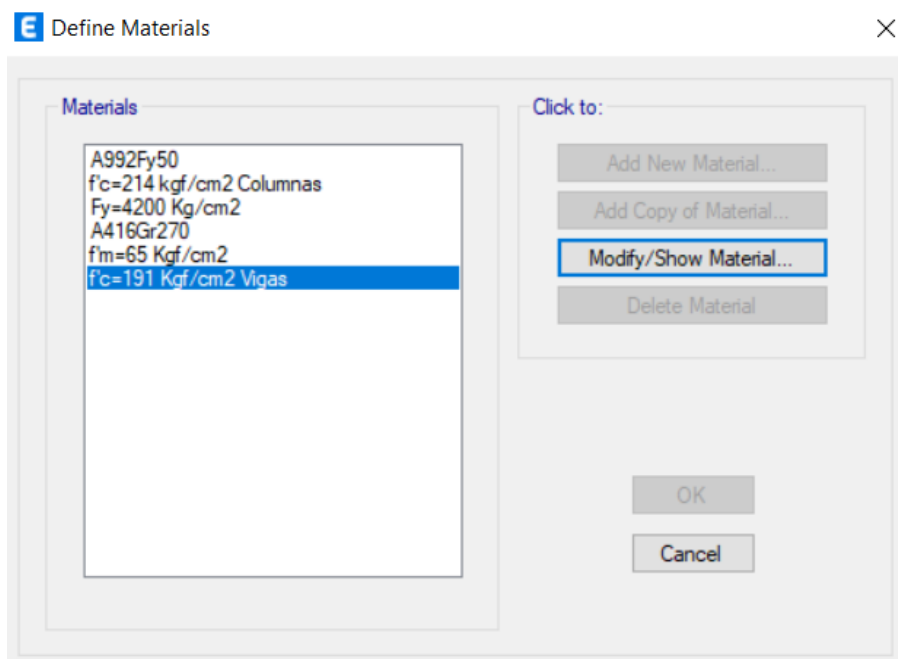 E Define Materials
Materials
A992Fy50
f'c=214 kgf/cm2 Columnas
Fy=4200 Kg/cm2
A416Gr270
f'm=65 Kgf/cm2
f'c=191 Kgf/cm2 Vigas
Click to:
Add New Material...
Add Copy of Material...
Modify/Show Material...
Delete Material
OK
Cancel